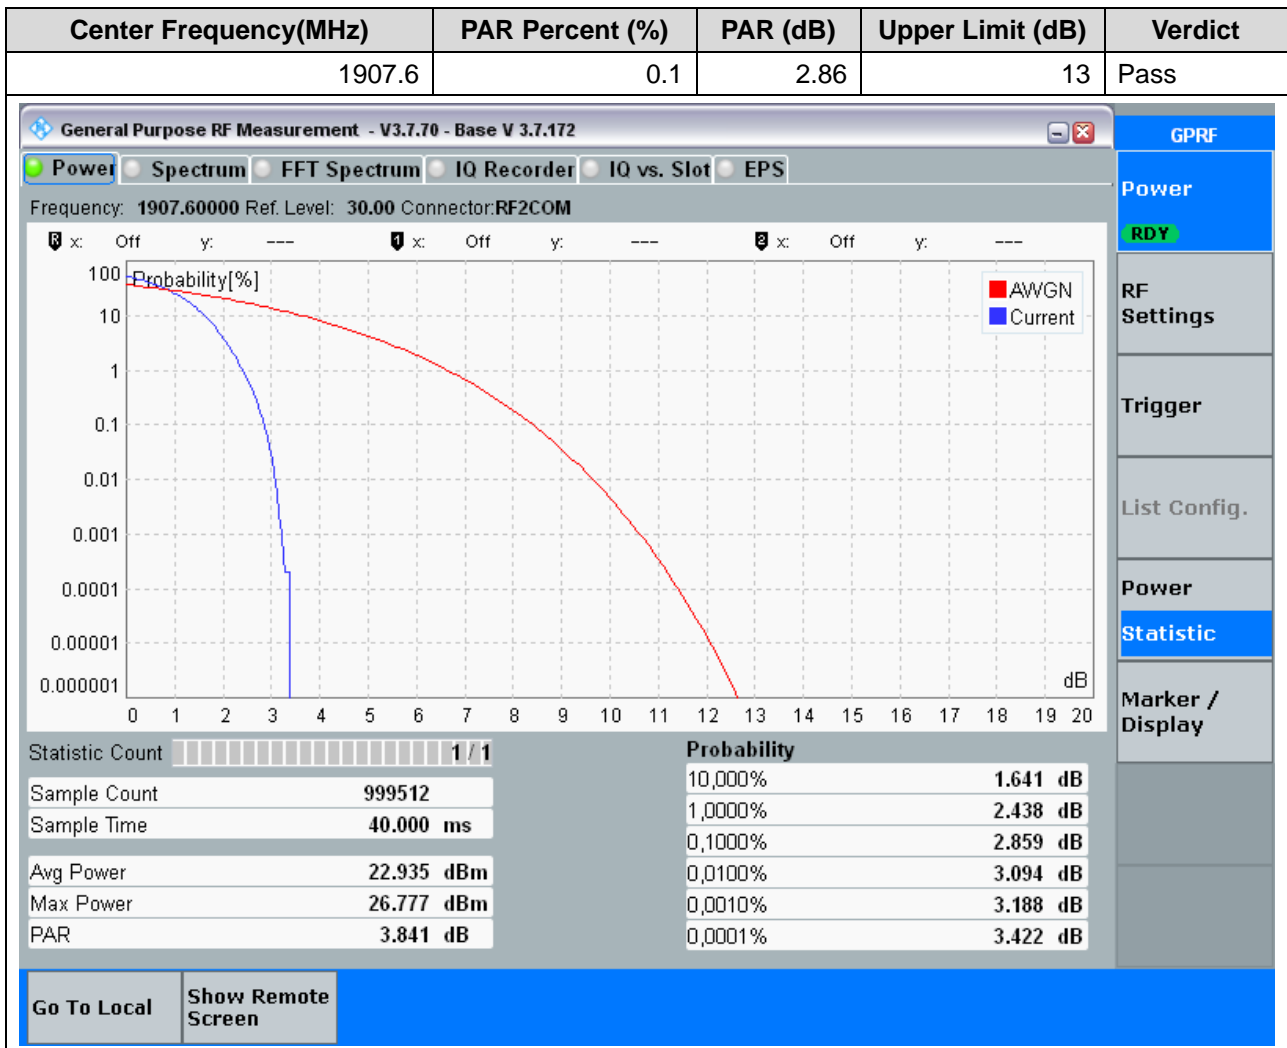 Center Frequency(MHz) PAR Percent (%) PAR (dB) Upper Limit (dB) Verdict
1907.6 0.1 2.86 13 Pass
General Purpose RF Measurement - V3.7.70 - Base V 3.7.172
GPRF
Power Spectrum FFT Spectrum IQ Recorder IQ vs. Slot EPS
Power
RDY
Frequency: 1907.60000 Ref. Level: 30.00 Connector:RF2COM
R x: Off y: --- 1 x: Off y: --- 2 x: Off y: ---
Probability[%]
AWGN
Current
100
10
1
0.1
0.01
0.001
0.0001
0.00001
0.000001
dB
0 1 2 3 4 5 6 7 8 9 10 11 12 13 14 15 16 17 18 19 20
RF
Settings
Trigger
List Config.
Power
Statistic
Marker /
Display
Statistic Count 1 / 1
Sample Count 999512
Sample Time 40.000 ms
Avg Power 22.935 dBm
Max Power 26.777 dBm
PAR 3.841 dB
Probability
10,000% 1.641 dB
1,0000% 2.438 dB
0,1000% 2.859 dB
0,0100% 3.094 dB
0,0010% 3.188 dB
0,0001% 3.422 dB
Go To Local
Show Remote
Screen